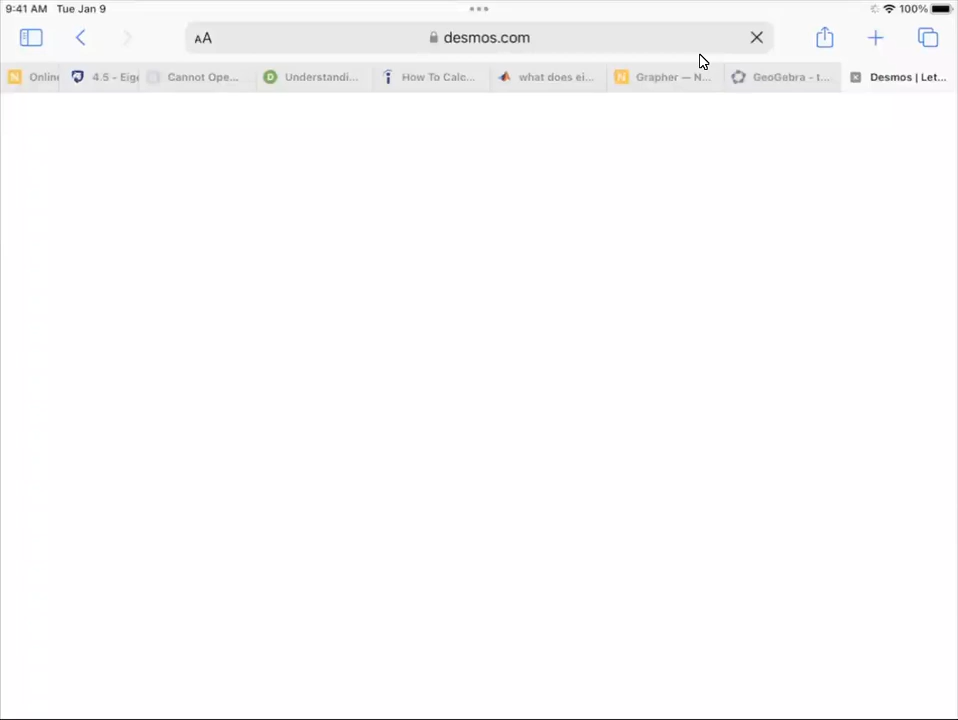 9:41 AM Tue Jan 9 100%
AA desmos.com
Online 4.5 - Eige Cannot Ope... Understandi... How To Calc... what does ei... Grapher — N... GeoGebra - t... Desmos | Let...